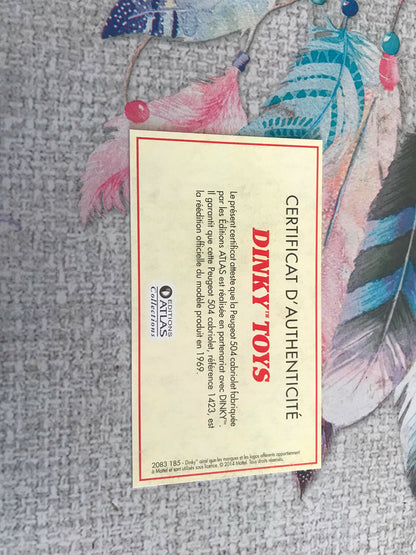 CERTIFICAT D'AUTHENTICITÉ
DINKY™ TOYS
Le présent certificat atteste que la Peugeot 504 cabriolet fabriquée
par les Éditions ATLAS est réalisée en partenariat avec DINKY™.
Il garantit que cette Peugeot 504 cabriolet, référence 1423, est
la réédition officielle du modèle produit en 1969.
EDITIONS
ATLAS
Collections
2083 185 - Dinky™ ainsi que les marques et les logos afférents appartiennent
à Mattel et sont utilisés sous licence. © 2014 Mattel. Tous droits réservés.